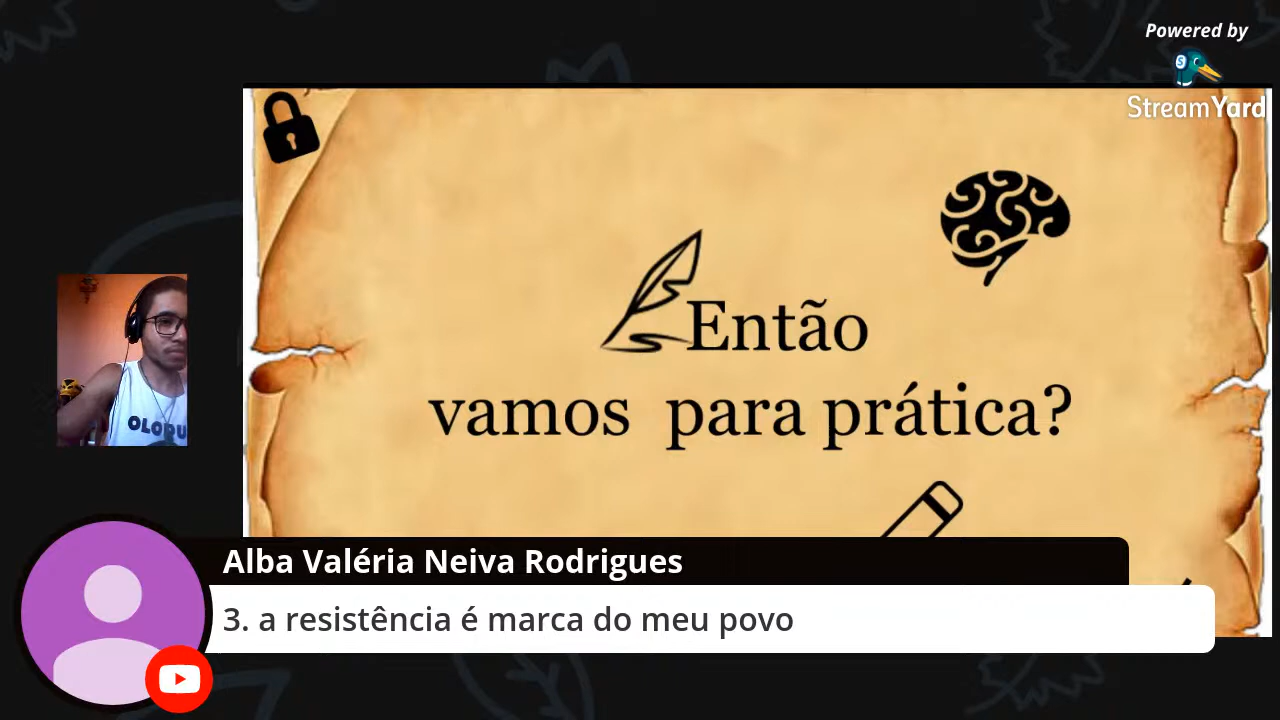 Powered by
StreamYard
Então
vamos para prática?
OLODU
Alba Valéria Neiva Rodrigues
3. a resistência é marca do meu povo